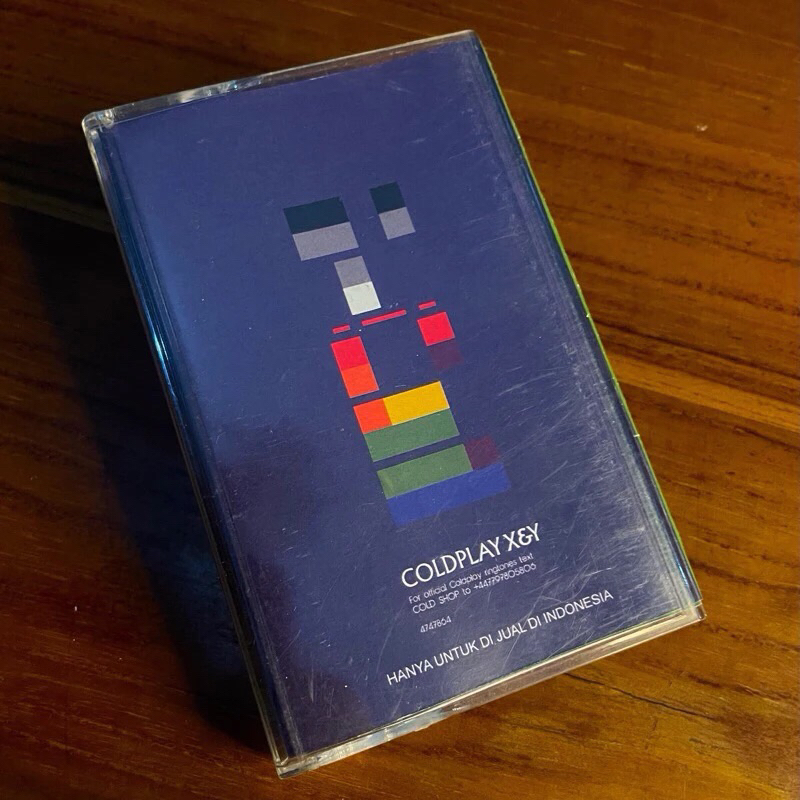 COLDPLAY X&Y
For official Coldplay ringtones text
COLD SHOP to +447797805806
4747864
HANYA UNTUK DI JUAL DI INDONESIA